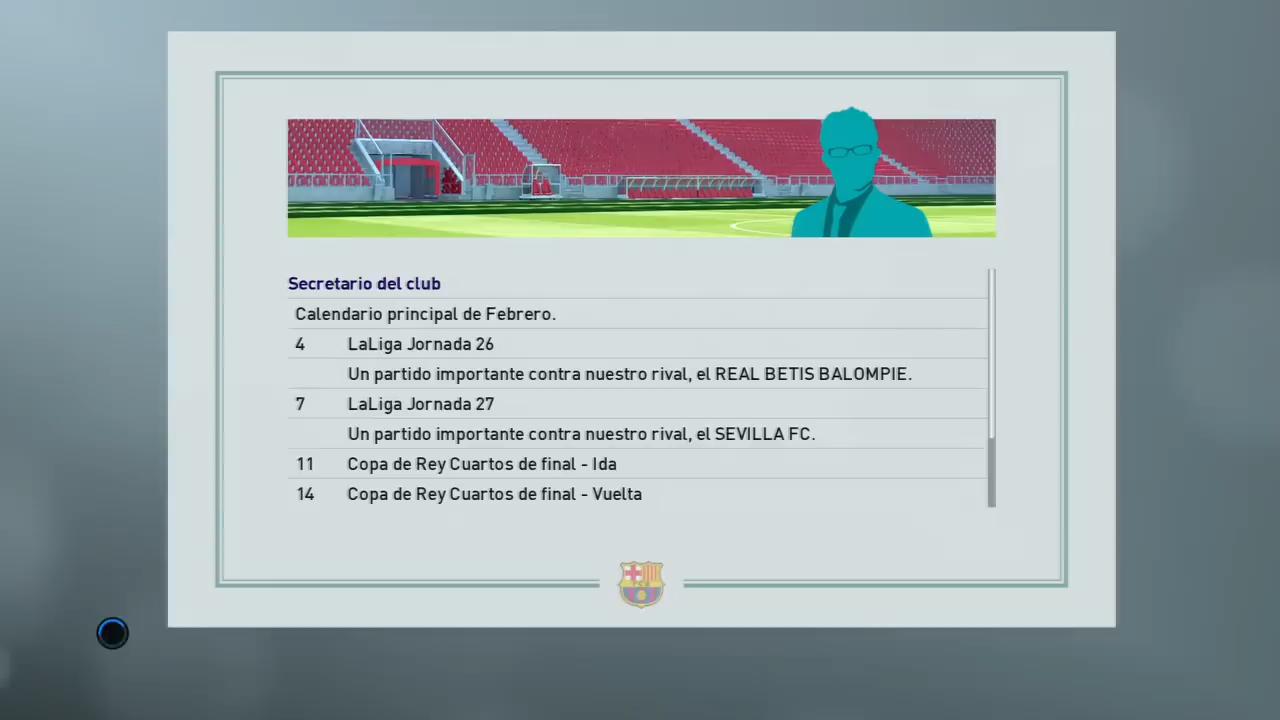 Secretario del club
Calendario principal de Febrero.
4 LaLiga Jornada 26
Un partido importante contra nuestro rival, el REAL BETIS BALOMPIE.
7 LaLiga Jornada 27
Un partido importante contra nuestro rival, el SEVILLA FC.
11 Copa de Rey Cuartos de final - Ida
14 Copa de Rey Cuartos de final - Vuelta